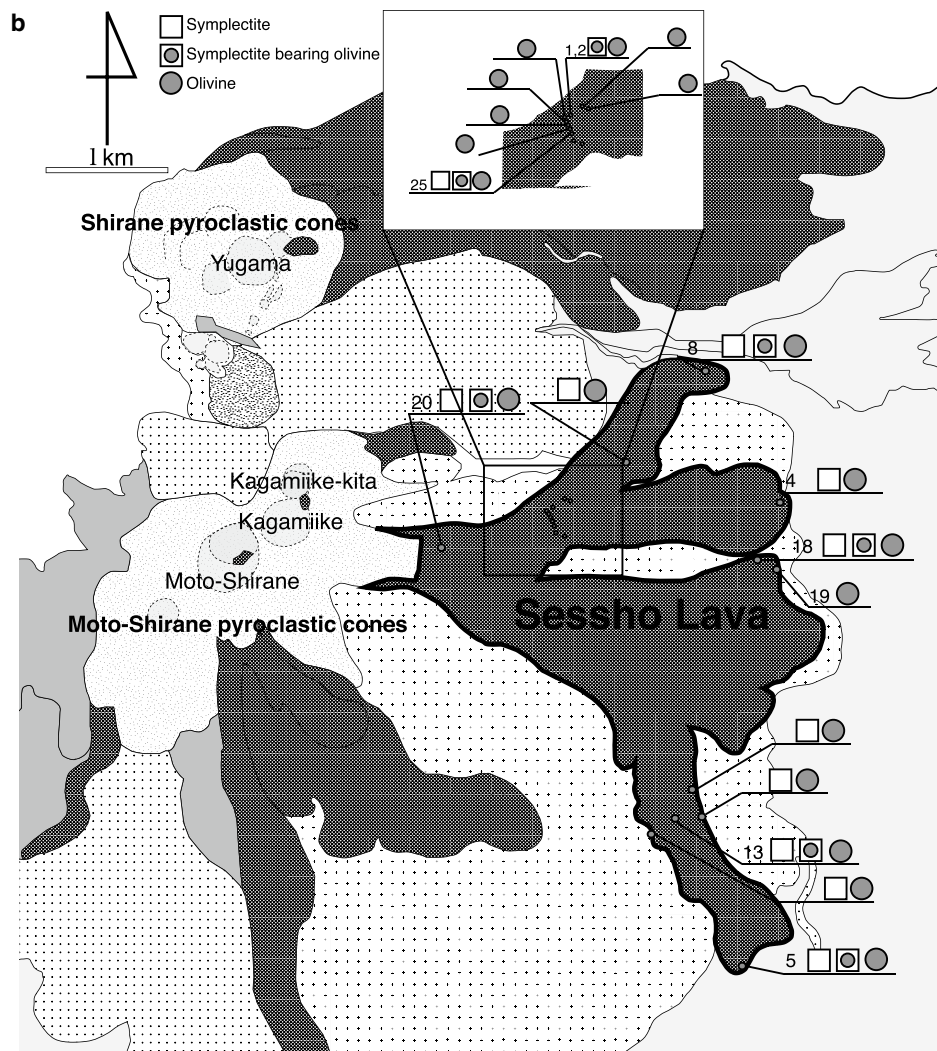 b
Symplectite
Symplectite bearing olivine
Olivine
1 km
1,2
25
Shirane pyroclastic cones
Yugama
8
20
Kagamiike-kita
4
Kagamiike
18
Moto-Shirane
19
Sessho Lava
Moto-Shirane pyroclastic cones
13
5